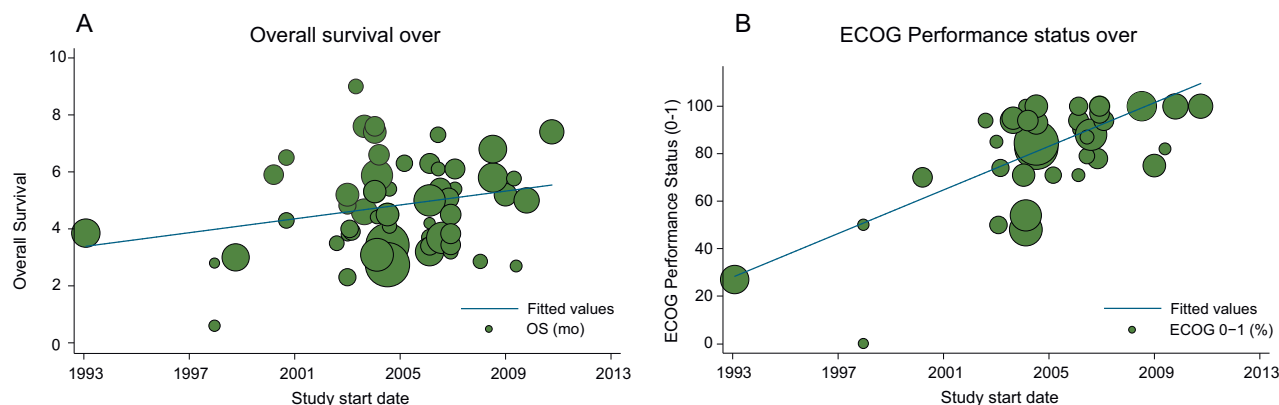 A
Overall survival over
Overall Survival
10
8
6
4
2
0
Fitted values
OS (mo)
1993 1997 2001 2005 2009 2013
Study start date
B
ECOG Performance status over
ECOG Performance Status (0-1)
100
80
60
40
20
0
Fitted values
ECOG 0−1 (%)
1993 1997 2001 2005 2009 2013
Study start date